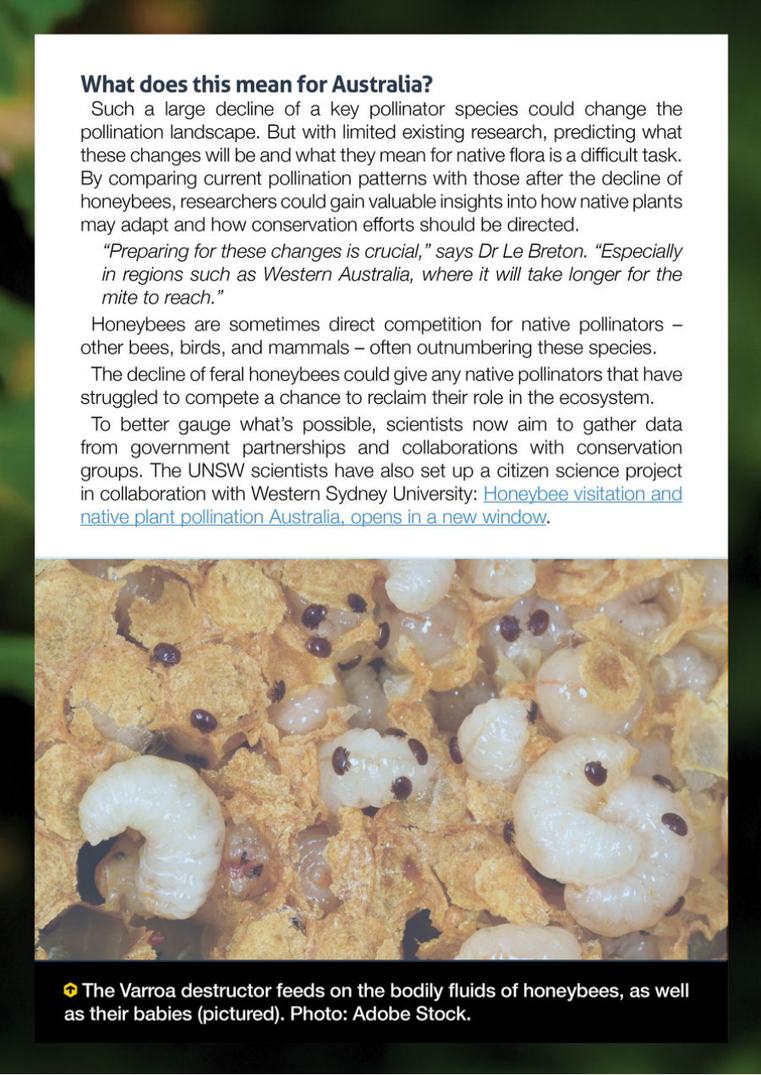 What does this mean for Australia?
Such a large decline of a key pollinator species could change the
pollination landscape. But with limited existing research, predicting what
these changes will be and what they mean for native flora is a difficult task.
By comparing current pollination patterns with those after the decline of
honeybees, researchers could gain valuable insights into how native plants
may adapt and how conservation efforts should be directed.
“Preparing for these changes is crucial,” says Dr Le Breton. “Especially
in regions such as Western Australia, where it will take longer for the
mite to reach.”
Honeybees are sometimes direct competition for native pollinators –
other bees, birds, and mammals – often outnumbering these species.
The decline of feral honeybees could give any native pollinators that have
struggled to compete a chance to reclaim their role in the ecosystem.
To better gauge what’s possible, scientists now aim to gather data
from government partnerships and collaborations with conservation
groups. The UNSW scientists have also set up a citizen science project
in collaboration with Western Sydney University: Honeybee visitation and
native plant pollination Australia, opens in a new window.
The Varroa destructor feeds on the bodily fluids of honeybees, as well
as their babies (pictured). Photo: Adobe Stock.